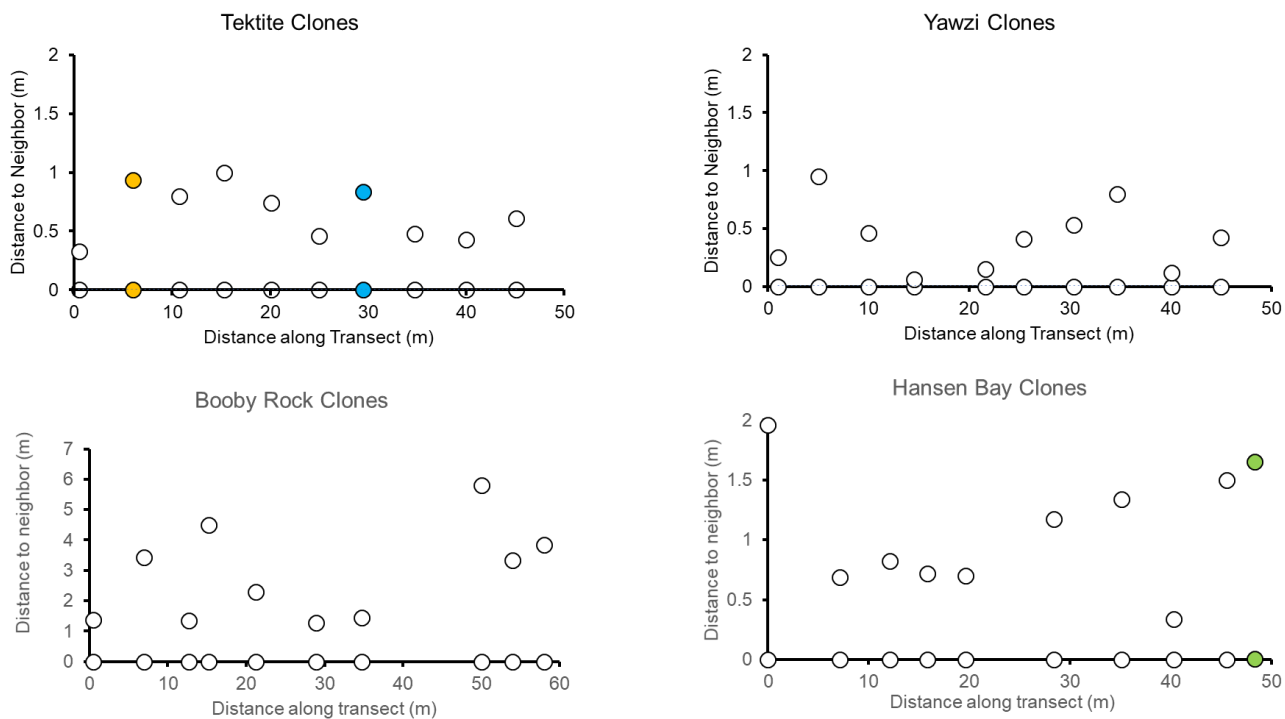 Tektite Clones
2
1.5
1
0.5
0
0 10 20 30 40 50
Distance to Neighbor (m)
Distance along Transect (m)
Yawzi Clones
2
1.5
1
0.5
0
0 10 20 30 40 50
Distance to Neighbor (m)
Distance along Transect (m)
Booby Rock Clones
7
6
5
4
3
2
1
0
0 10 20 30 40 50 60
Distance to neighbor (m)
Distance along transect (m)
Hansen Bay Clones
2
1.5
1
0.5
0
0 10 20 30 40 50
Distance to neighbor (m)
Distance along transect (m)